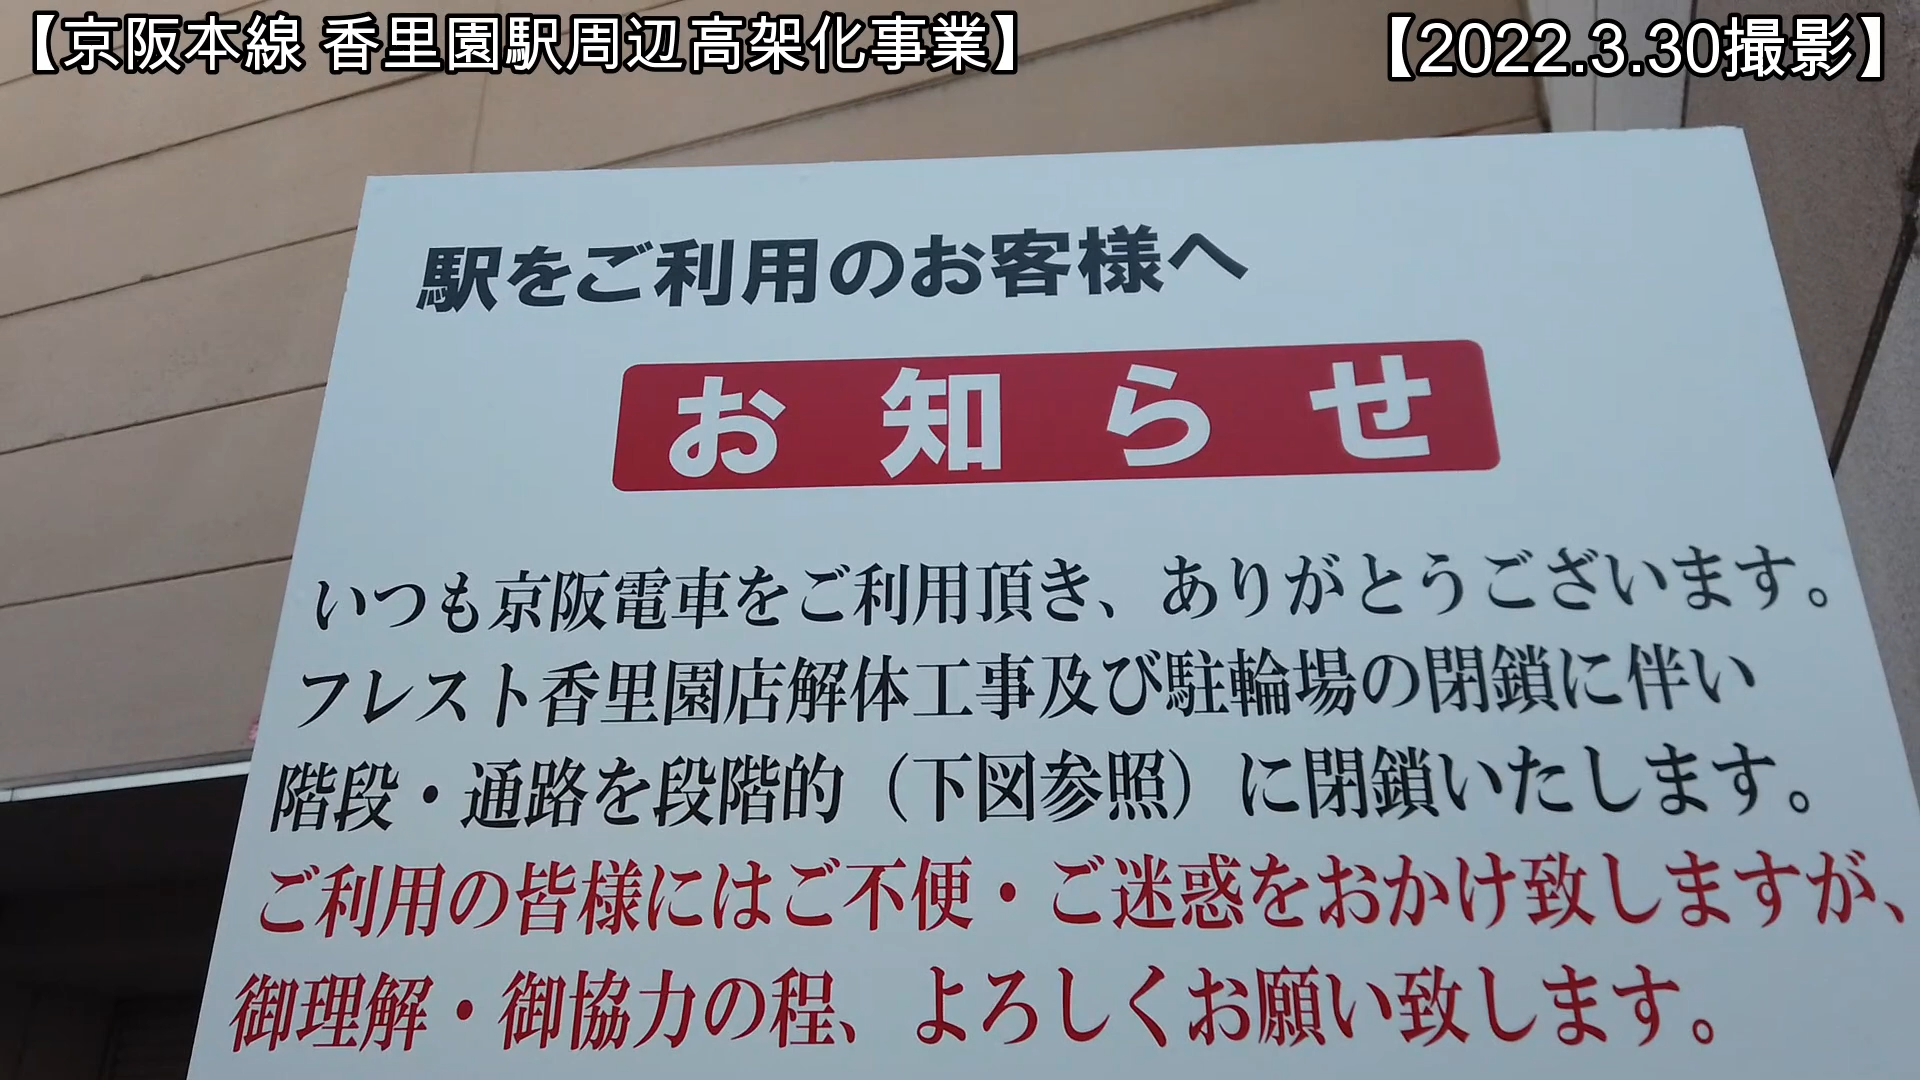 【京阪本線 香里園駅周辺高架化事業】
【2022.3.30撮影】
駅をご利用のお客様へ
お知らせ
いつも京阪電車をご利用頂き、ありがとうございます。
フレスト香里園店解体工事及び駐輪場の閉鎖に伴い
階段・通路を段階的（下図参照）に閉鎖いたします。
ご利用の皆様にはご不便・ご迷惑をおかけ致しますが、
御理解・御協力の程、よろしくお願い致します。